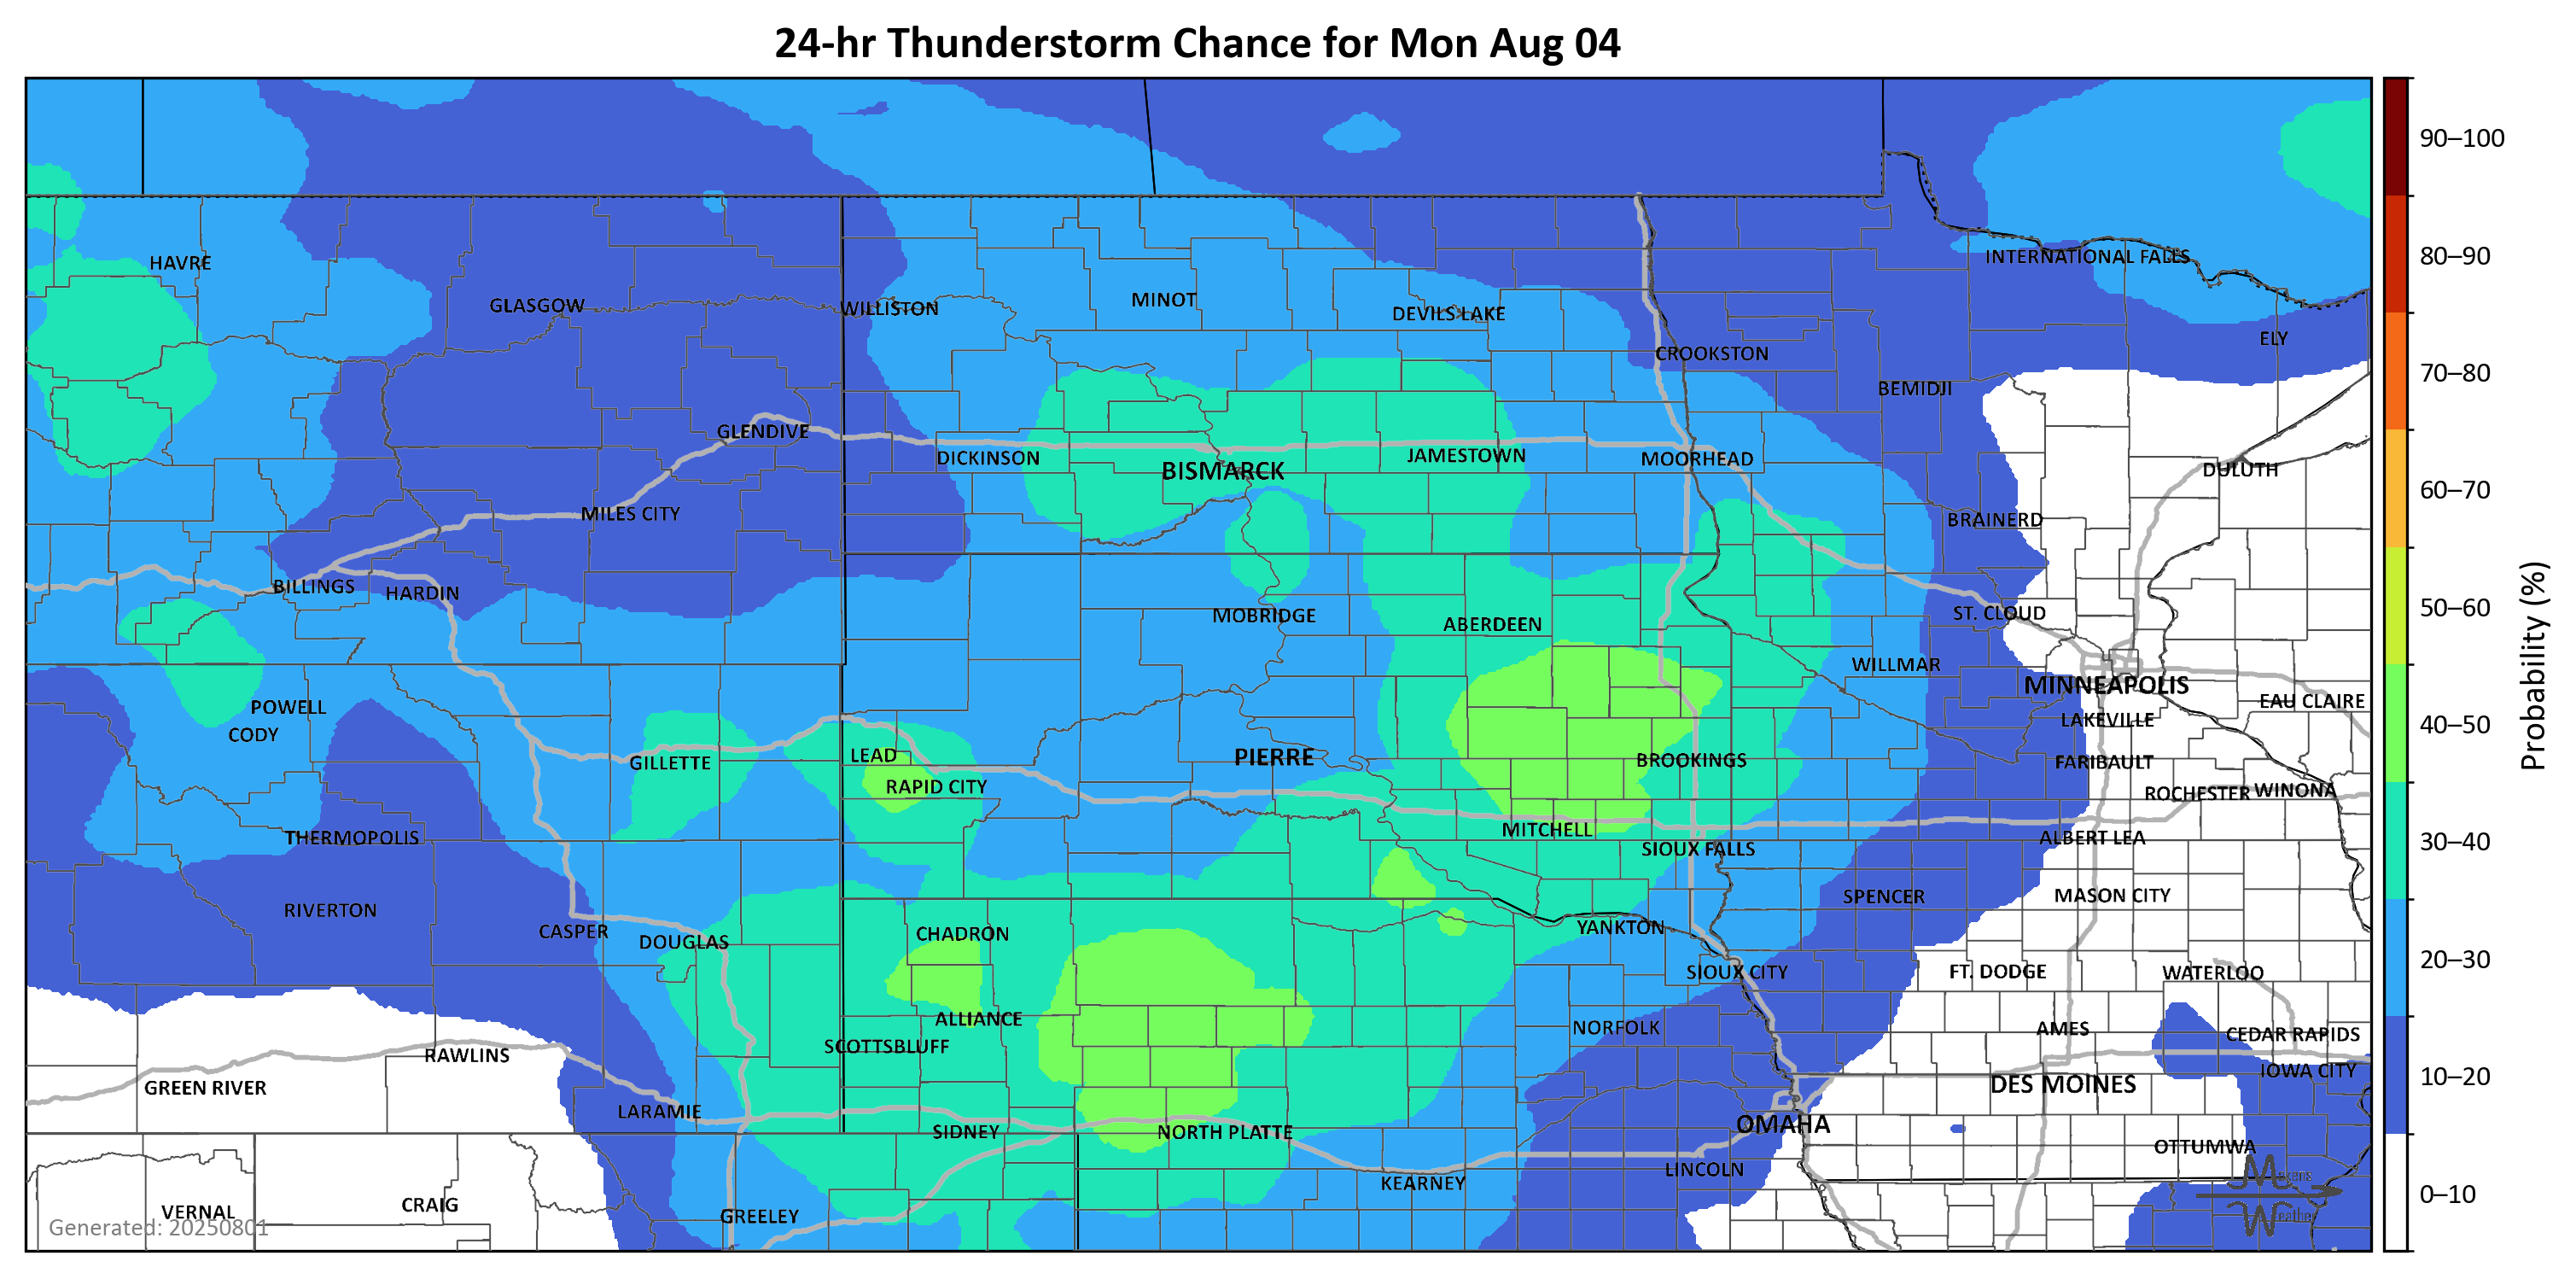 24-hr Thunderstorm Chance for Mon Aug 04
90–100
INTERNATIONAL FALLS
80–90
HAVRE
GLASGOW
WILLISTON
MINOT
DEVILS LAKE
ELY
CROOKSTON
70–80
BEMIDJI
GLENDIVE
DICKINSON
BISMARCK
JAMESTOWN
MOORHEAD
DULUTH
60–70
MILES CITY
BRAINERD
BILLINGS
HARDIN
MOBRIDGE
ABERDEEN
ST. CLOUD
50–60
WILLMAR
MINNEAPOLIS
POWELL
EAU CLAIRE
CODY
LAKEVILLE
40–50
Probability (%)
GILLETTE
LEAD
PIERRE
BROOKINGS
FARIBAULT
RAPID CITY
ROCHESTER
WINONA
THERMOPOLIS
MITCHELL
ALBERT LEA
30–40
SIOUX FALLS
RIVERTON
SPENCER
MASON CITY
CASPER
DOUGLAS
CHADRON
YANKTON
20–30
SIOUX CITY
FT. DODGE
WATERLOO
ALLIANCE
NORFOLK
AMES
CEDAR RAPIDS
RAWLINS
SCOTTSBLUFF
IOWA CITY
10–20
GREEN RIVER
DES MOINES
LARAMIE
SIDNEY
NORTH PLATTE
OMAHA
OTTUMWA
LINCOLN
KEARNEY
Makens
Weather
0–10
VERNAL
CRAIG
GREELEY
Generated: 20250801